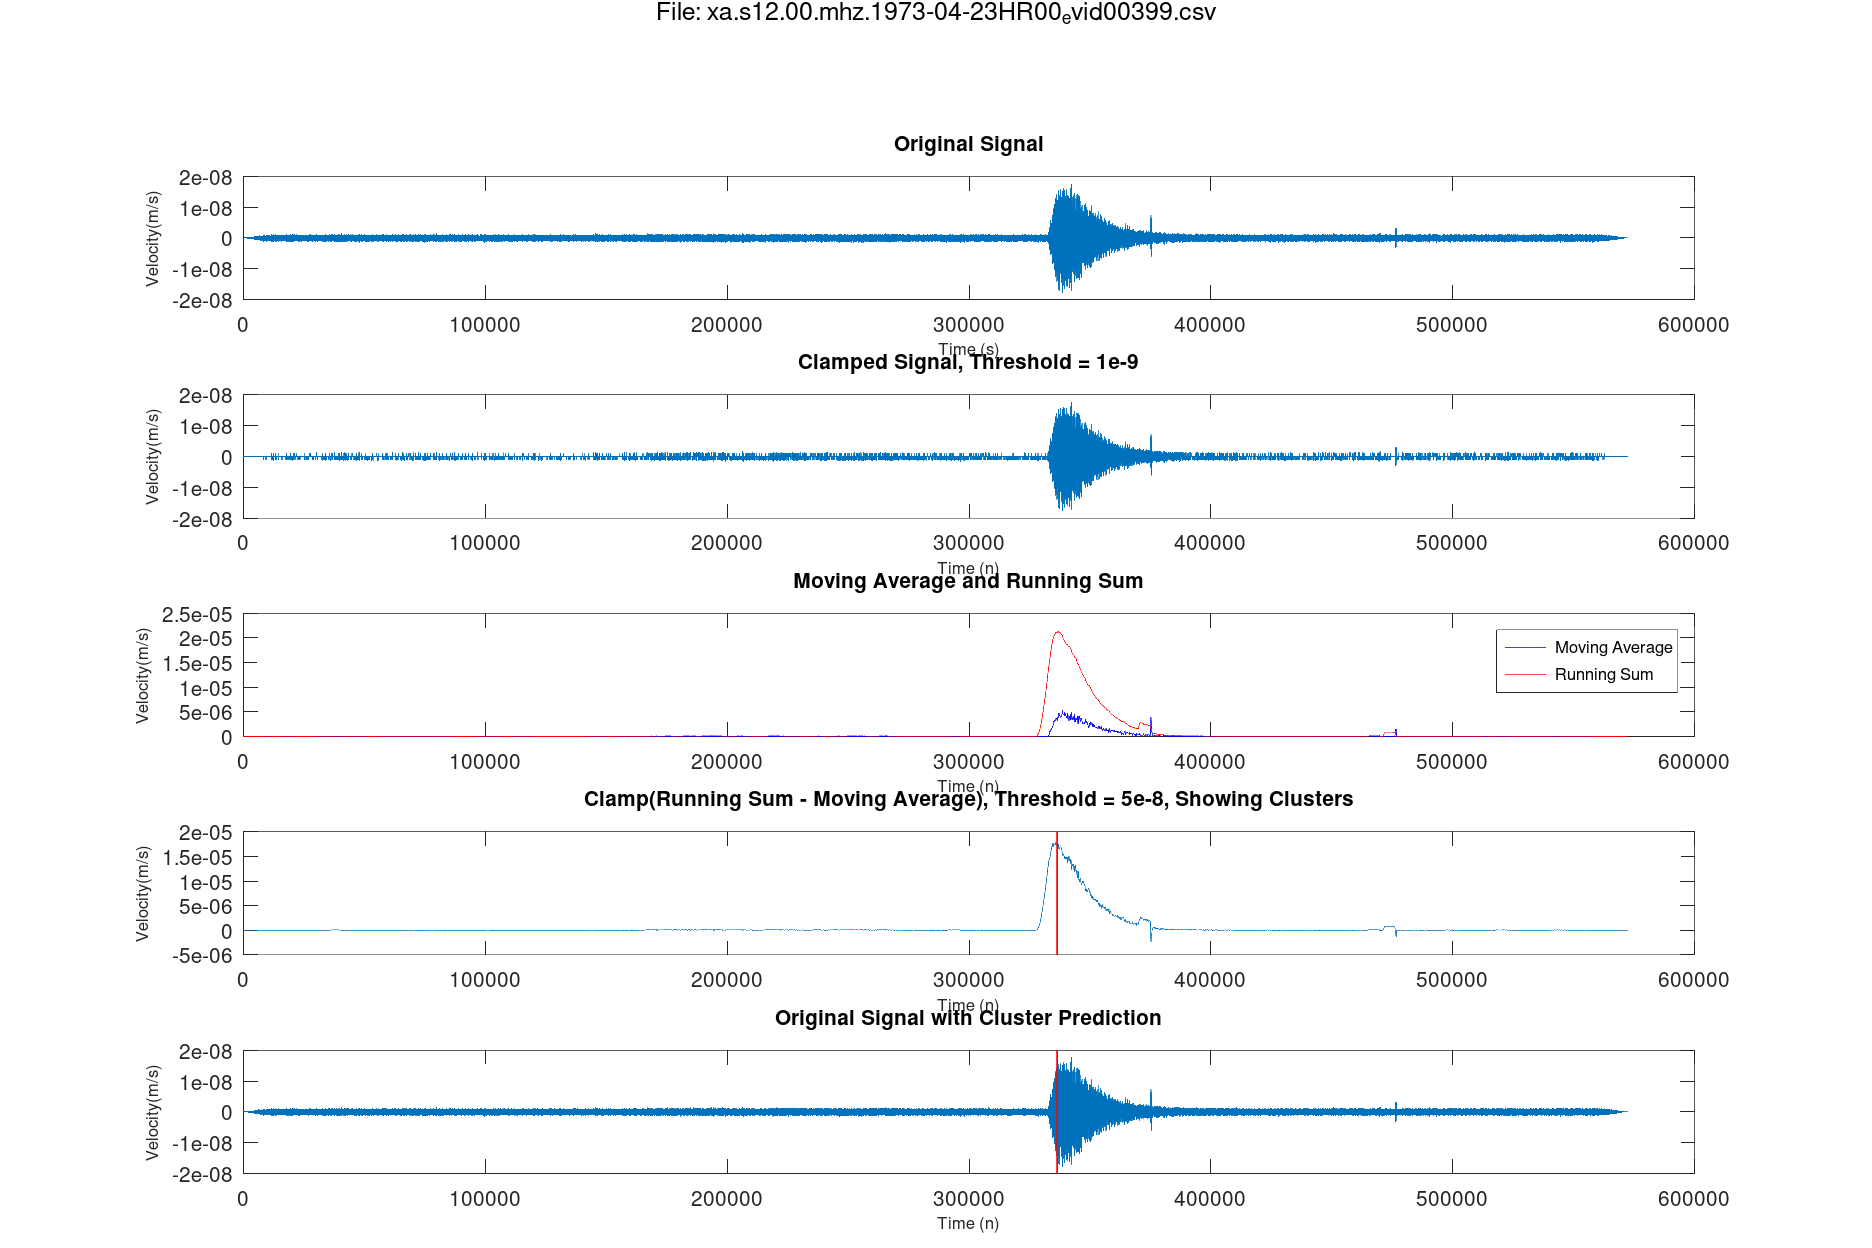 File: xa.s12.00.mhz.1973-04-23HR00evid00399.csv
Original Signal
Velocity(m/s)
2e-08
1e-08
0
-1e-08
-2e-08
0 100000 200000 300000 400000 500000 600000
Time (s)
Clamped Signal, Threshold = 1e-9
Velocity(m/s)
2e-08
1e-08
0
-1e-08
-2e-08
0 100000 200000 300000 400000 500000 600000
Time (n)
Moving Average and Running Sum
Velocity(m/s)
2.5e-05
2e-05
1.5e-05
1e-05
5e-06
0
Moving Average
Running Sum
0 100000 200000 300000 400000 500000 600000
Time (n)
Clamp(Running Sum - Moving Average), Threshold = 5e-8, Showing Clusters
Velocity(m/s)
2e-05
1.5e-05
1e-05
5e-06
0
-5e-06
0 100000 200000 300000 400000 500000 600000
Time (n)
Original Signal with Cluster Prediction
Velocity(m/s)
2e-08
1e-08
0
-1e-08
-2e-08
0 100000 200000 300000 400000 500000 600000
Time (n)